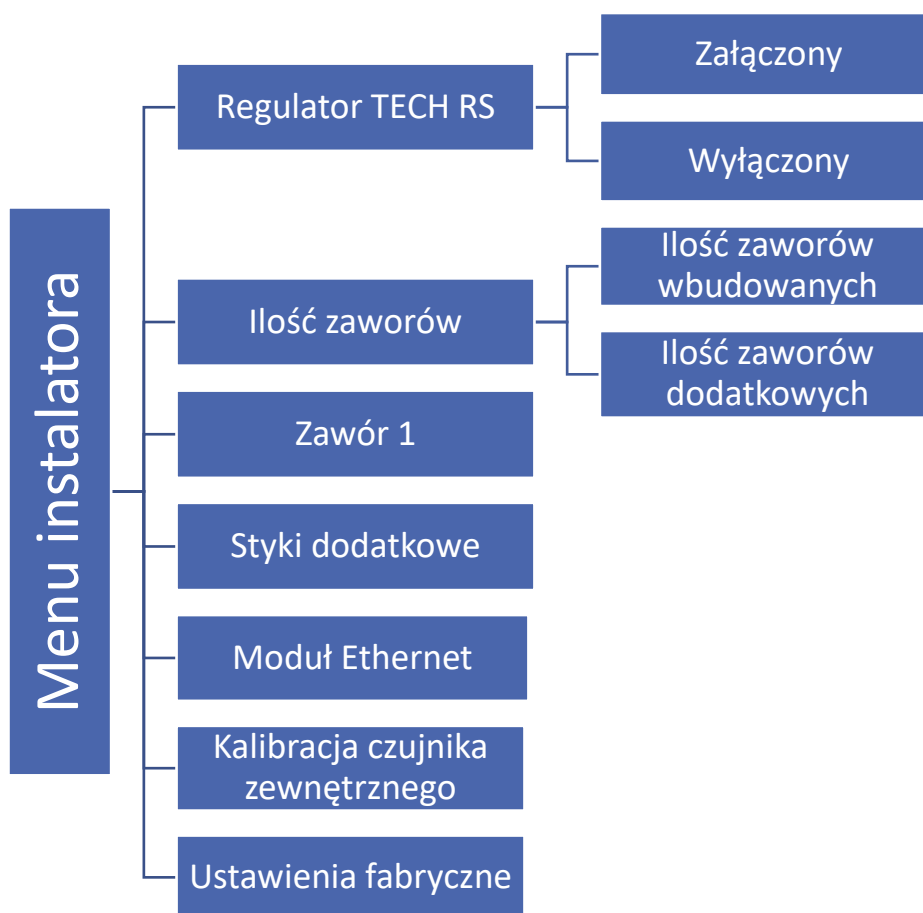 Menu instalatora
Regulator TECH RS
Załączony
Wyłączony
Ilość zaworów
Ilość zaworów
wbudowanych
Ilość zaworów
dodatkowych
Zawór 1
Styki dodatkowe
Moduł Ethernet
Kalibracja czujnika
zewnętrznego
Ustawienia fabryczne